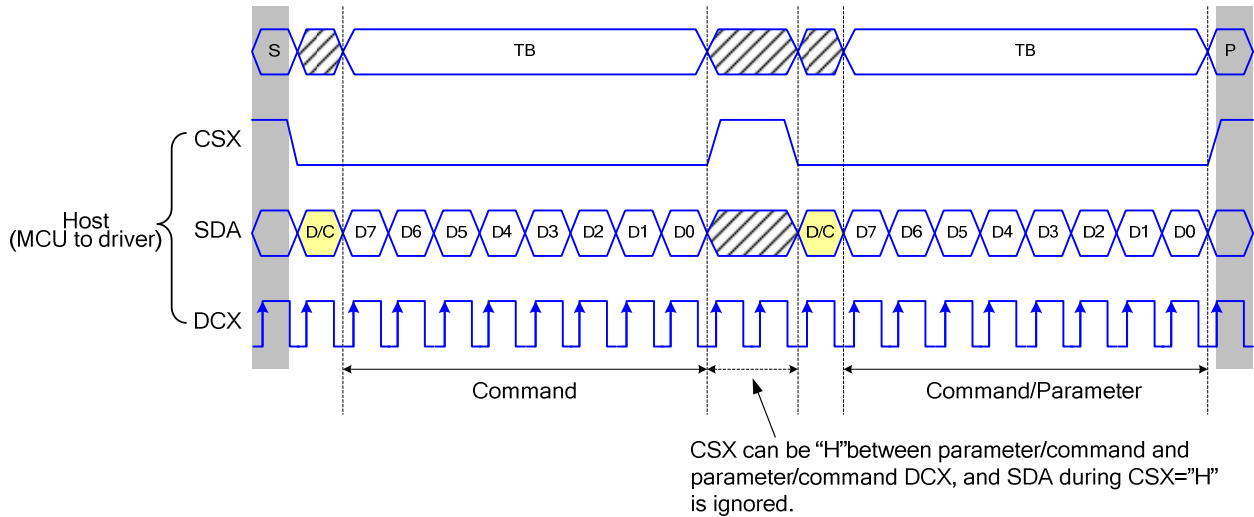 S TB TB P
CSX
Host
(MCU to driver)
SDA D/C D7 D6 D5 D4 D3 D2 D1 D0 D/C D7 D6 D5 D4 D3 D2 D1 D0
DCX
Command Command/Parameter
CSX can be “H”between parameter/command and
parameter/command DCX, and SDA during CSX=”H”
is ignored.